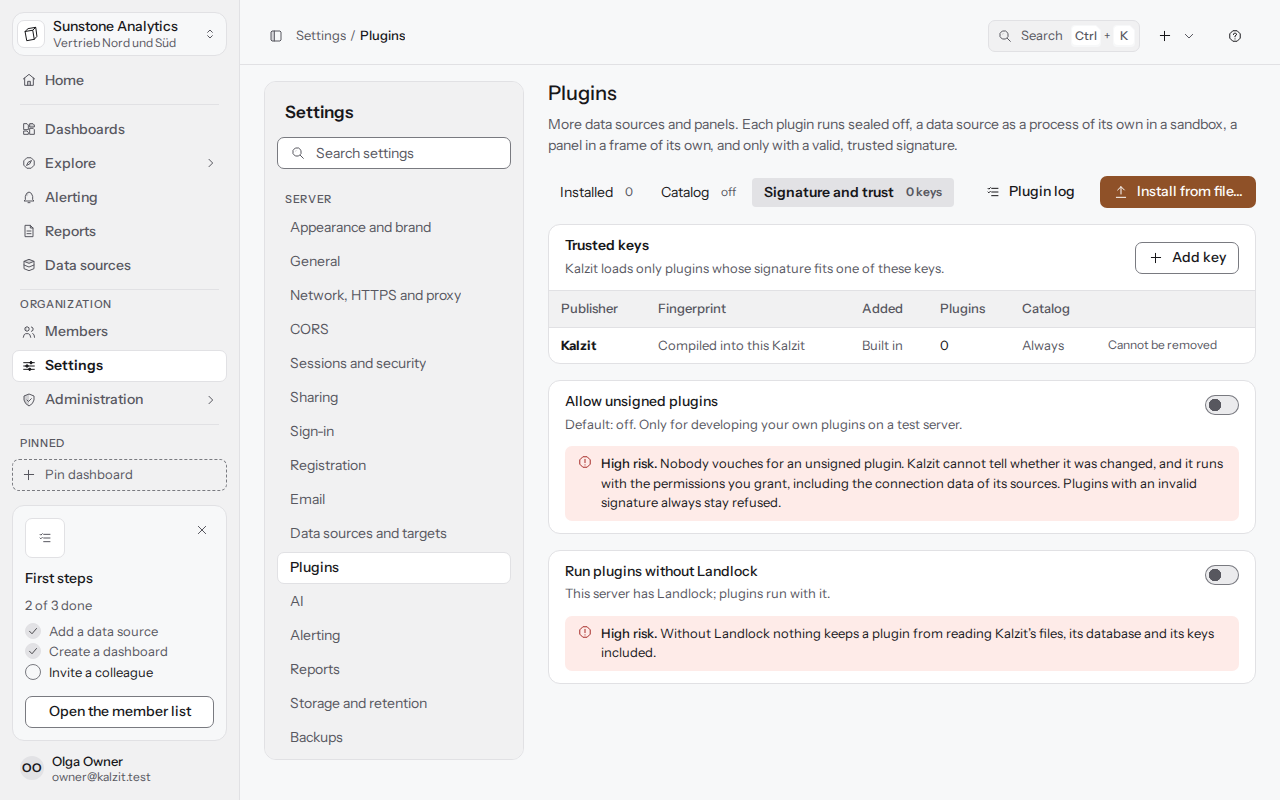 Sunstone Analytics
Vertrieb Nord und Süd
Home
Dashboards
Explore
Alerting
Reports
Data sources
ORGANIZATION
Members
Settings
Administration
PINNED
Pin dashboard
First steps
2 of 3 done
Add a data source
Create a dashboard
Invite a colleague
Open the member list
OO
Olga Owner
owner@kalzit.test
Settings / Plugins
Search Ctrl + K
Settings
Search settings
SERVER
Appearance and brand
General
Network, HTTPS and proxy
CORS
Sessions and security
Sharing
Sign-in
Registration
Email
Data sources and targets
Plugins
AI
Alerting
Reports
Storage and retention
Backups
Plugins
More data sources and panels. Each plugin runs sealed off, a data source as a process of its own in a sandbox, a
panel in a frame of its own, and only with a valid, trusted signature.
Installed 0 Catalog off Signature and trust 0 keys Plugin log Install from file...
Trusted keys
Kalzit loads only plugins whose signature fits one of these keys.
Add key
Publisher Fingerprint Added Plugins Catalog
Kalzit Compiled into this Kalzit Built in 0 Always Cannot be removed
Allow unsigned plugins
Default: off. Only for developing your own plugins on a test server.
High risk. Nobody vouches for an unsigned plugin. Kalzit cannot tell whether it was changed, and it runs
with the permissions you grant, including the connection data of its sources. Plugins with an invalid
signature always stay refused.
Run plugins without Landlock
This server has Landlock; plugins run with it.
High risk. Without Landlock nothing keeps a plugin from reading Kalzit's files, its database and its keys
included.